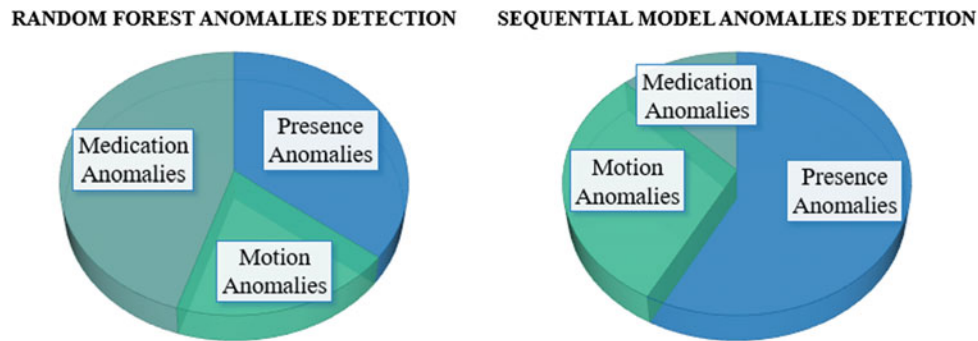 RANDOM FOREST ANOMALIES DETECTION
Medication
Anomalies
Presence
Anomalies
Motion
Anomalies
SEQUENTIAL MODEL ANOMALIES DETECTION
Medication
Anomalies
Motion
Anomalies
Presence
Anomalies